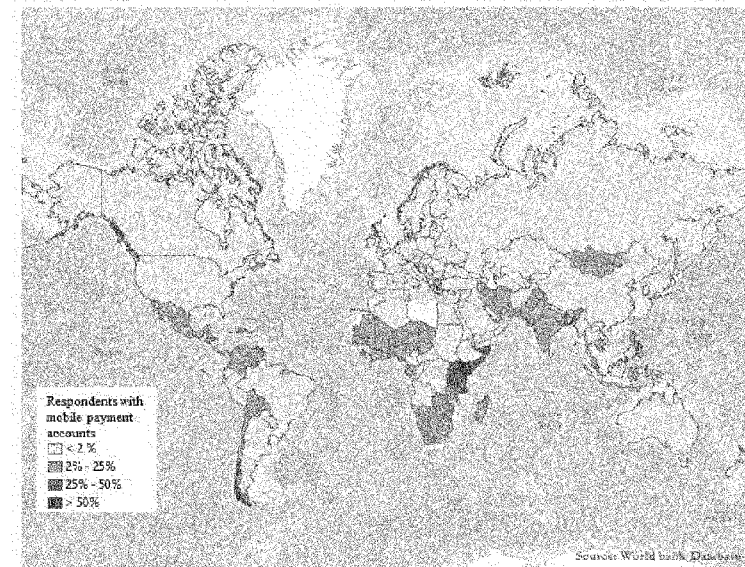 Respondents with
mobile payment
accounts
< 2 %
2% - 25%
25% - 50%
> 50%
Source: World bank Database